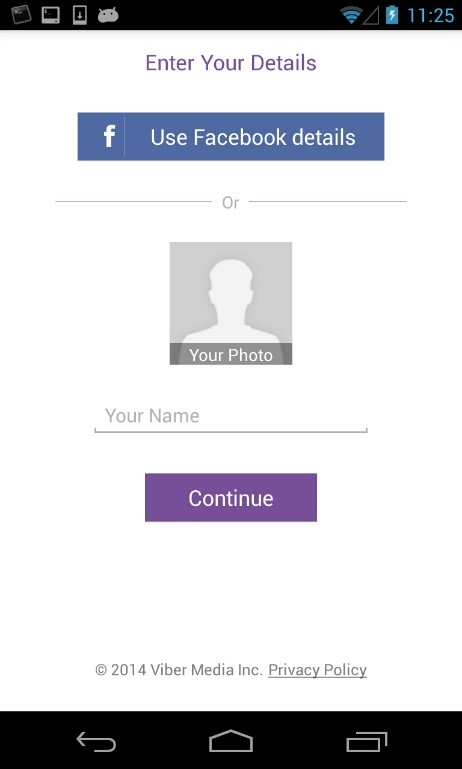 11:25
Enter Your Details
f Use Facebook details
Or
Your Photo
Your Name
Continue
© 2014 Viber Media Inc. Privacy Policy